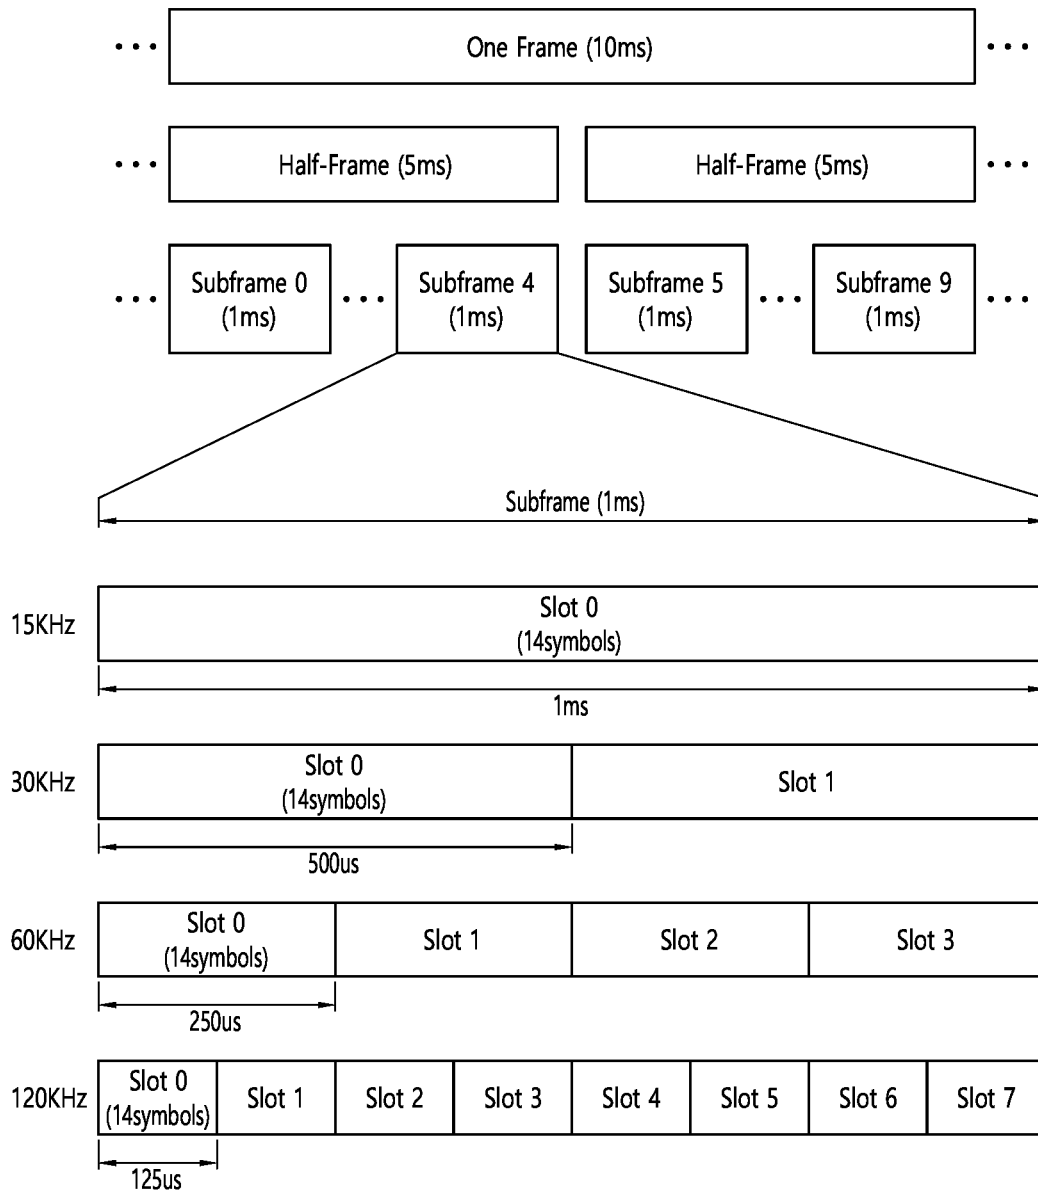 ... One Frame (10ms) ...
... Half-Frame (5ms) Half-Frame (5ms) ...
... Subframe 0 ... Subframe 4 Subframe 5 ... Subframe 9 ...
(1ms) (1ms) (1ms) (1ms)
Subframe (1ms)
15KHz Slot 0
(14symbols)
1ms
30KHz Slot 0 Slot 1
(14symbols)
500us
60KHz Slot 0 Slot 1 Slot 2 Slot 3
(14symbols)
250us
120KHz Slot 0 Slot 1 Slot 2 Slot 3 Slot 4 Slot 5 Slot 6 Slot 7
(14symbols)
125us